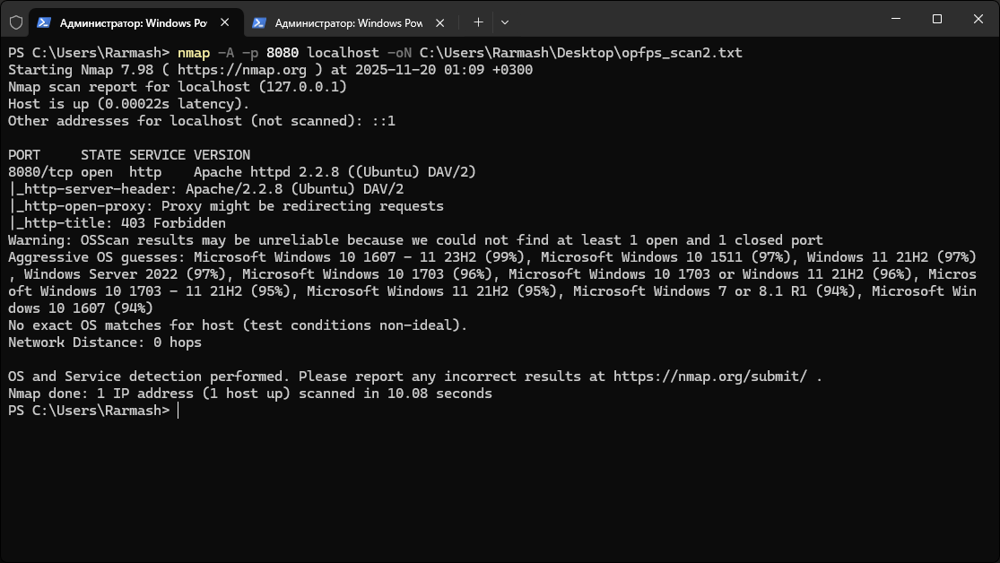 Администратор: Windows Pow
Администратор: Windows Pow
PS C:\Users\Rarmash> nmap -A -p 8080 localhost -oN C:\Users\Rarmash\Desktop\opfps_scan2.txt
Starting Nmap 7.98 ( https://nmap.org ) at 2025-11-20 01:09 +0300
Nmap scan report for localhost (127.0.0.1)
Host is up (0.00022s latency).
Other addresses for localhost (not scanned): ::1
PORT     STATE SERVICE VERSION
8080/tcp open  http    Apache httpd 2.2.8 ((Ubuntu) DAV/2)
|_http-server-header: Apache/2.2.8 (Ubuntu) DAV/2
|_http-open-proxy: Proxy might be redirecting requests
|_http-title: 403 Forbidden
Warning: OSScan results may be unreliable because we could not find at least 1 open and 1 closed port
Aggressive OS guesses: Microsoft Windows 10 1607 - 11 23H2 (99%), Microsoft Windows 10 1511 (97%), Windows 11 21H2 (97%)
, Windows Server 2022 (97%), Microsoft Windows 10 1703 (96%), Microsoft Windows 10 1703 or Windows 11 21H2 (96%), Micros
oft Windows 10 1703 - 11 21H2 (95%), Microsoft Windows 11 21H2 (95%), Microsoft Windows 7 or 8.1 R1 (94%), Microsoft Win
dows 10 1607 (94%)
No exact OS matches for host (test conditions non-ideal).
Network Distance: 0 hops
OS and Service detection performed. Please report any incorrect results at https://nmap.org/submit/ .
Nmap done: 1 IP address (1 host up) scanned in 10.08 seconds
PS C:\Users\Rarmash>